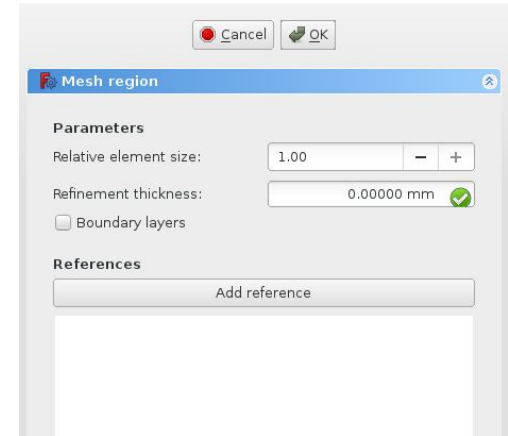 Cancel OK
Mesh region
Parameters
Relative element size: 1.00 − +
Refinement thickness: 0.00000 mm
Boundary layers
References
Add reference